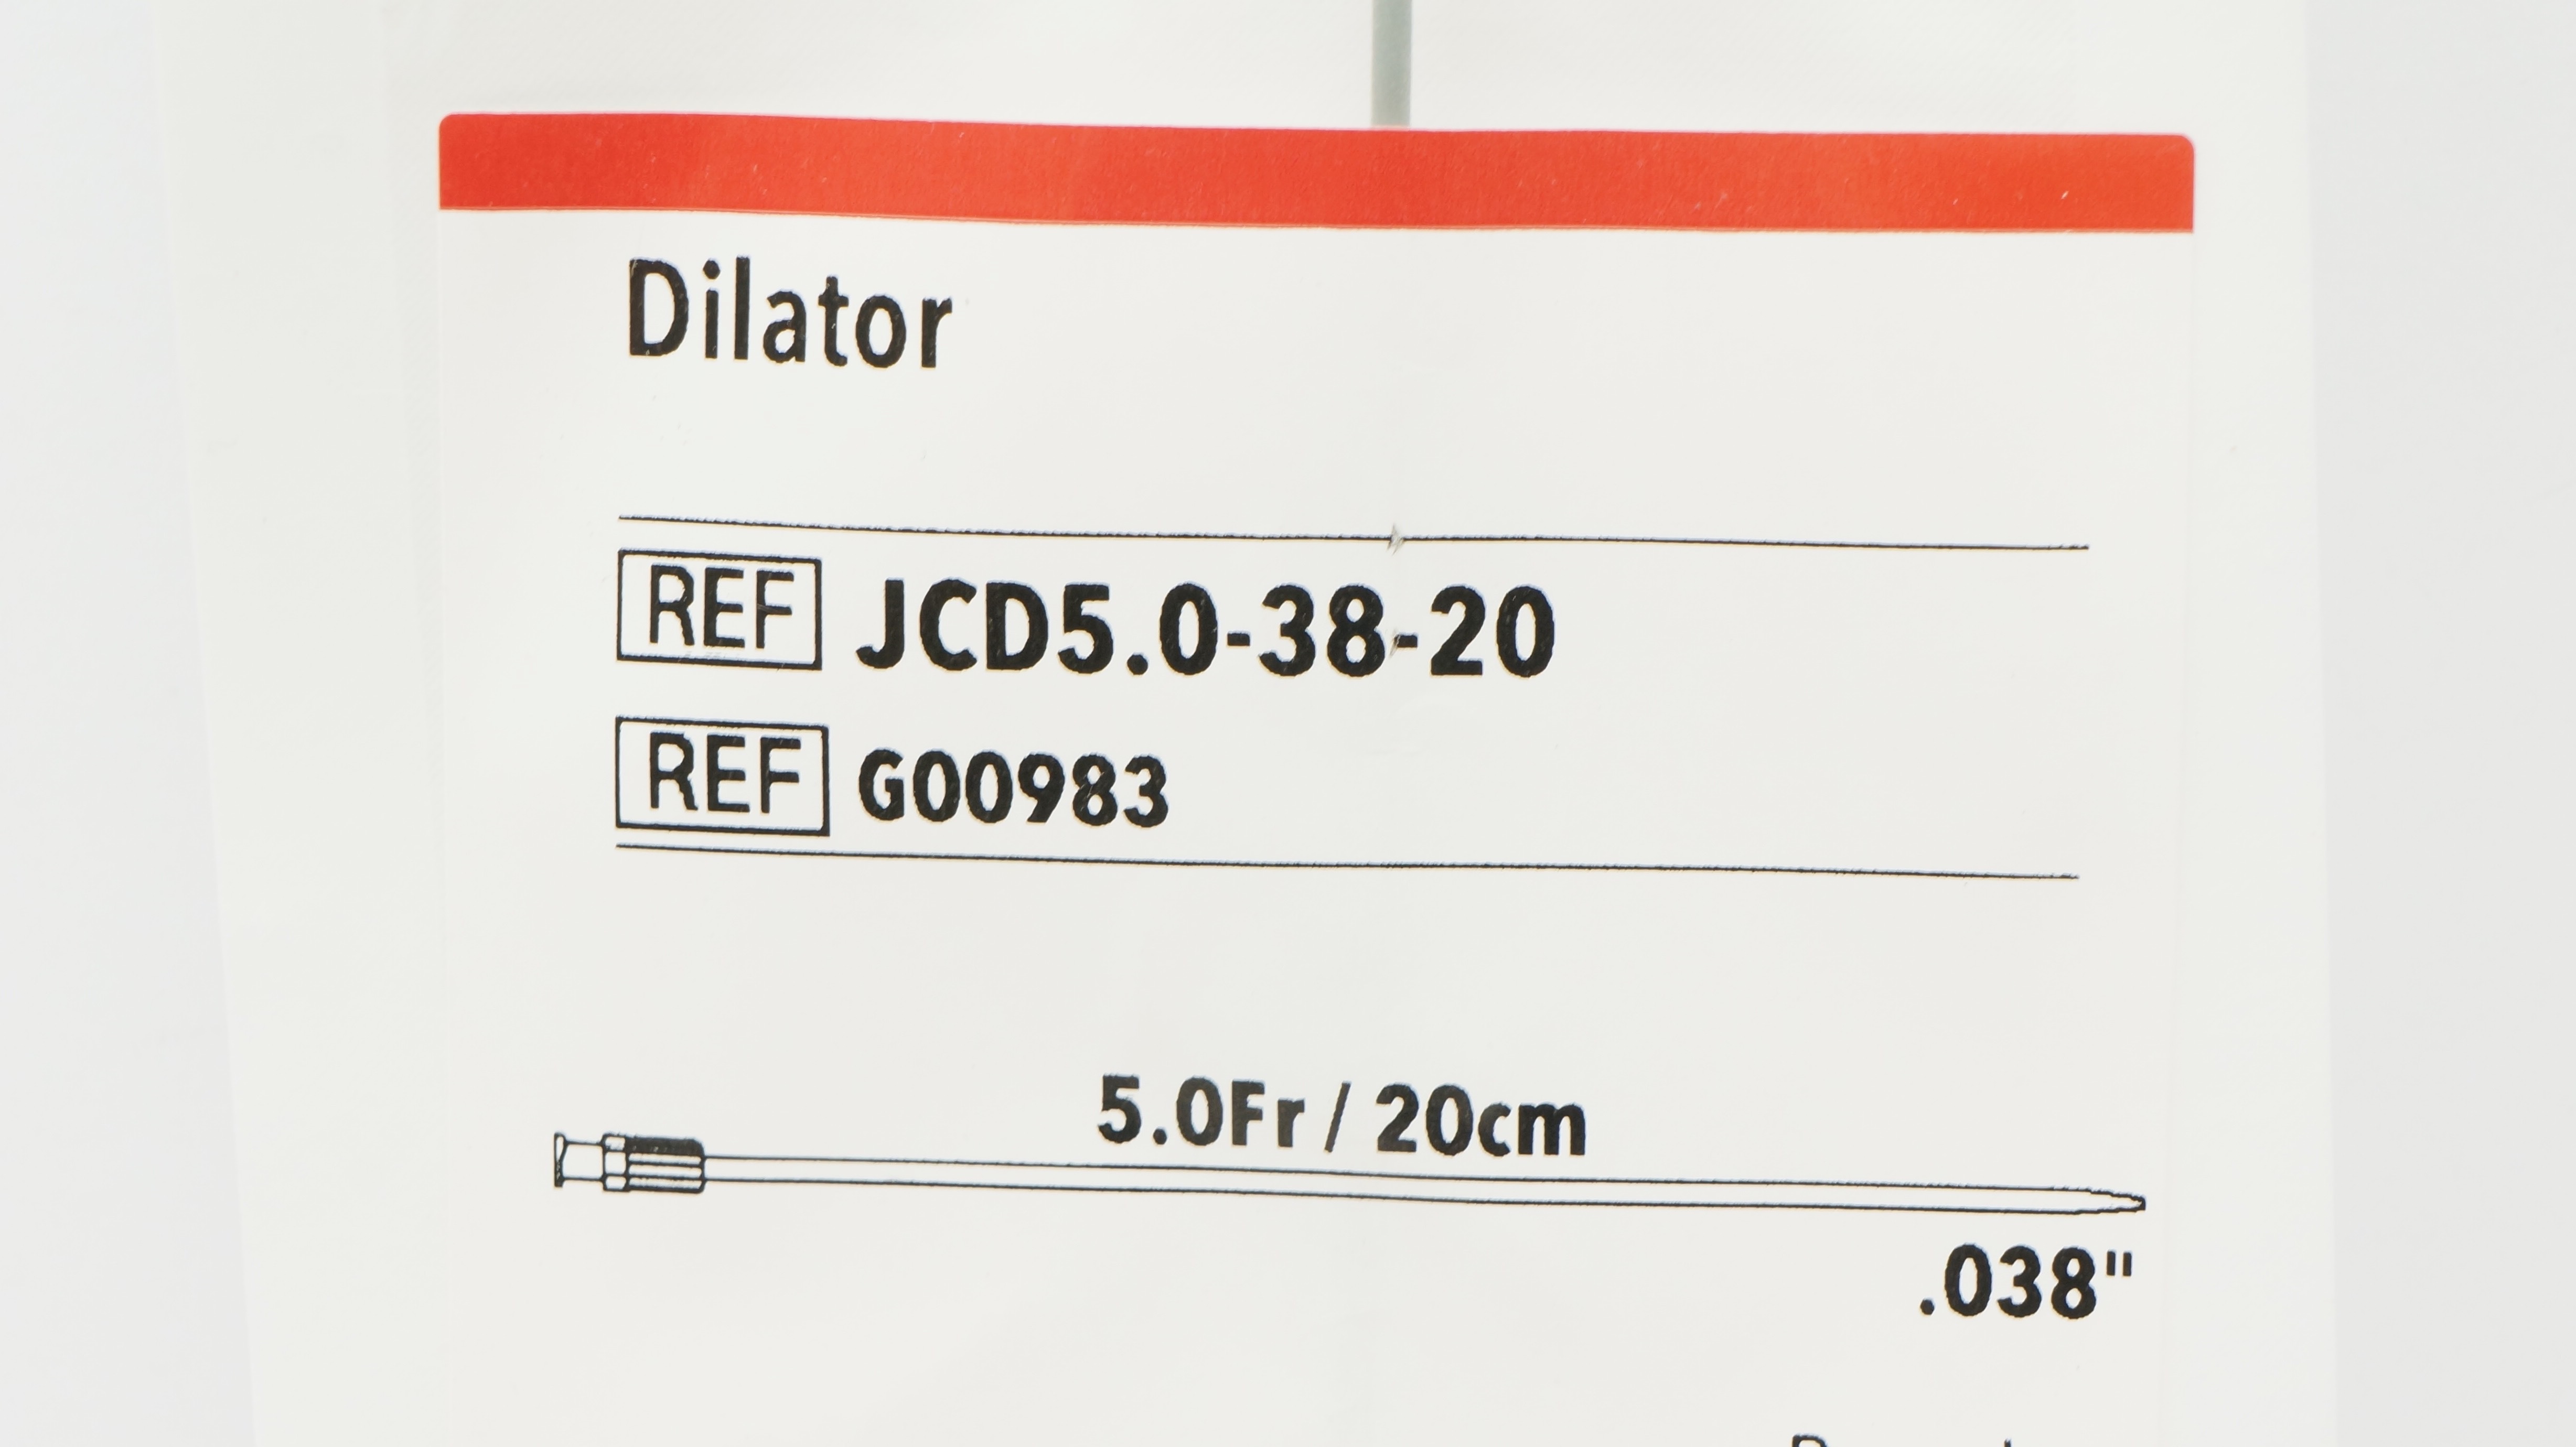 Dilator
REF JCD5.0-38-20
REF G00983
5.0Fr / 20cm
.038"